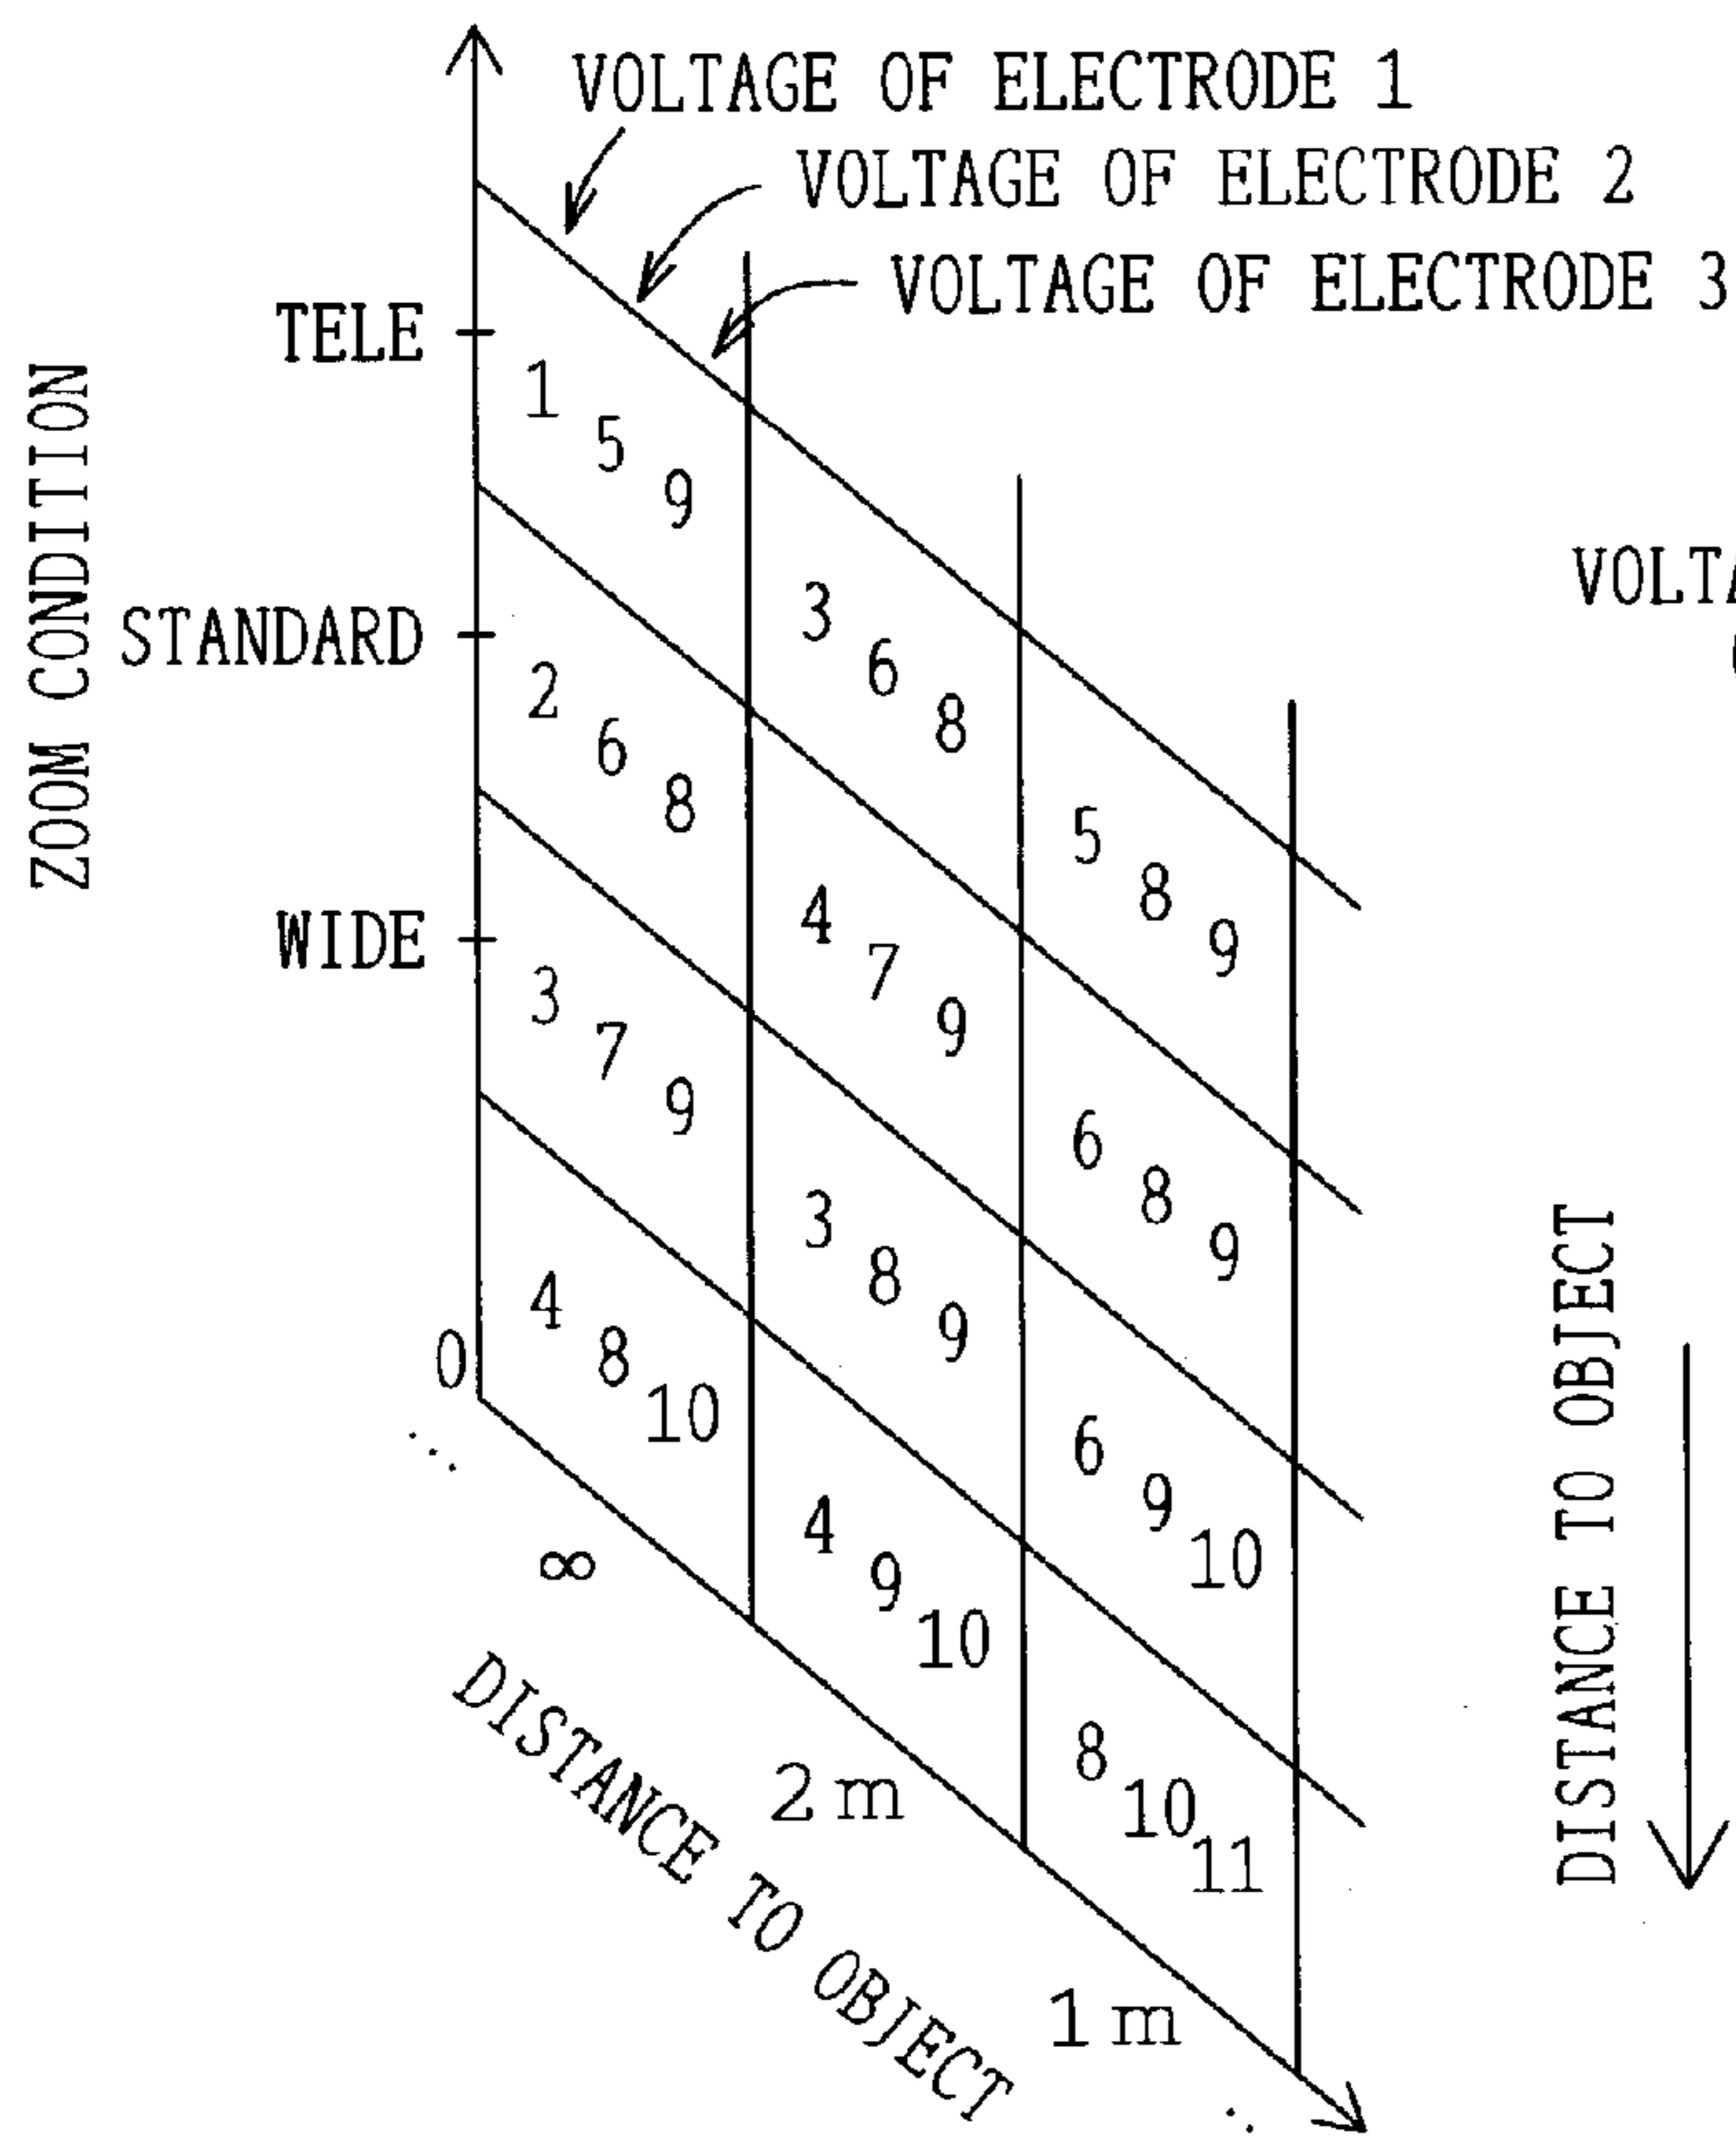 VOLTAGE OF ELECTRODE 1
VOLTAGE OF ELECTRODE 2
VOLTAGE OF ELECTRODE 3
ZOOM CONDITION
TELE
STANDARD
WIDE
0
1 5 9
3 6 8
5 8 9
2 6 8
4 7 9
6 8 9
3 7 9
3 8 9
6 9 10
4 8 10
4 9 10
8 10 11
∞
2 m
1 m
DISTANCE TO OBJECT
DISTANCE TO OBJECT